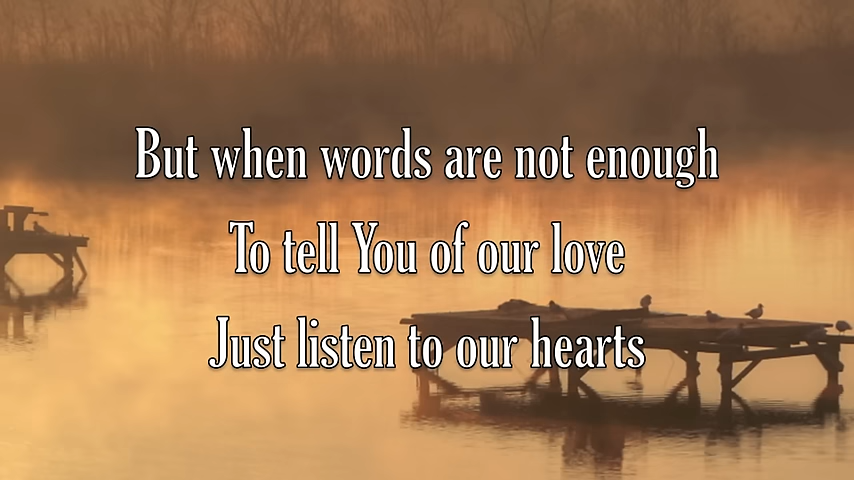 But when words are not enough
To tell You of our love
Just listen to our hearts